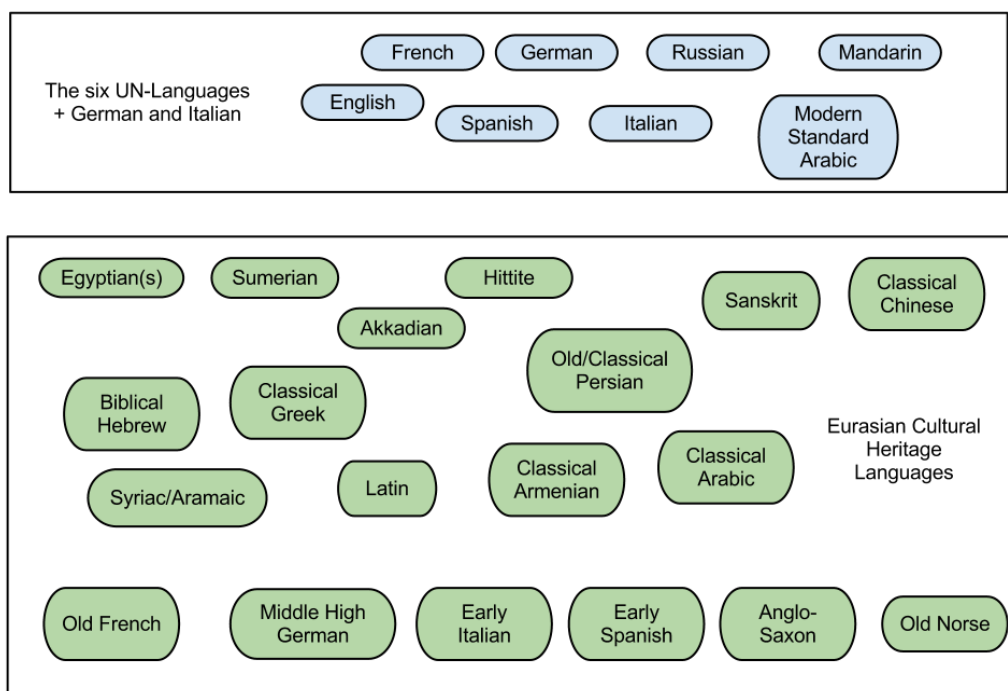 The six UN-Languages
+ German and Italian
French
German
Russian
Mandarin
English
Spanish
Italian
Modern
Standard
Arabic
Egyptian(s)
Sumerian
Hittite
Akkadian
Sanskrit
Classical
Chinese
Old/Classical
Persian
Biblical
Hebrew
Classical
Greek
Eurasian Cultural
Heritage
Languages
Syriac/Aramaic
Latin
Classical
Armenian
Classical
Arabic
Old French
Middle High
German
Early
Italian
Early
Spanish
Anglo-
Saxon
Old Norse